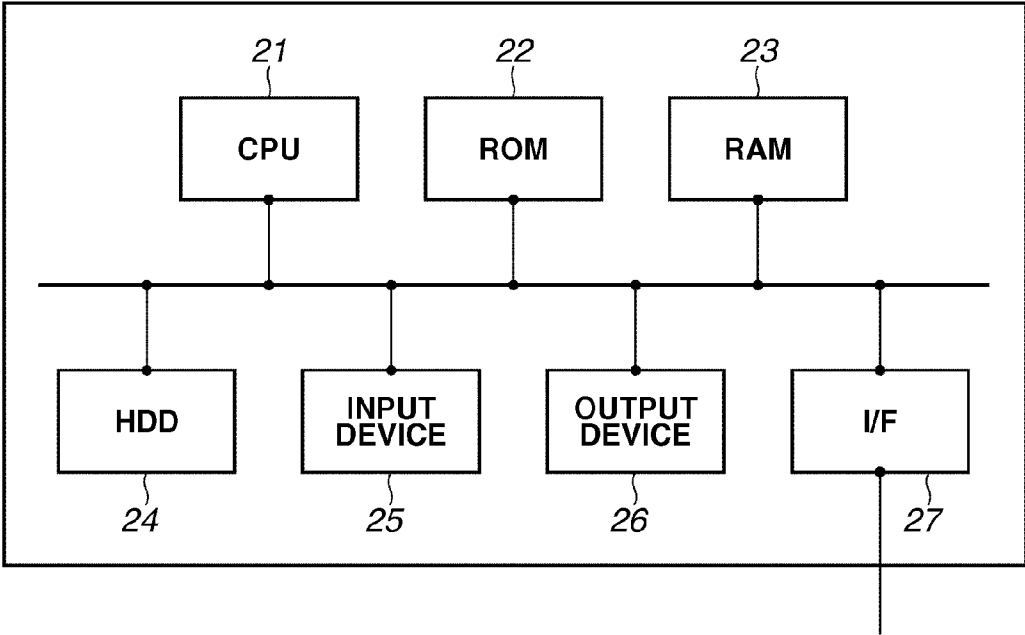 21
22
23
CPU
ROM
RAM
HDD
INPUT
DEVICE
OUTPUT
DEVICE
I/F
24
25
26
27